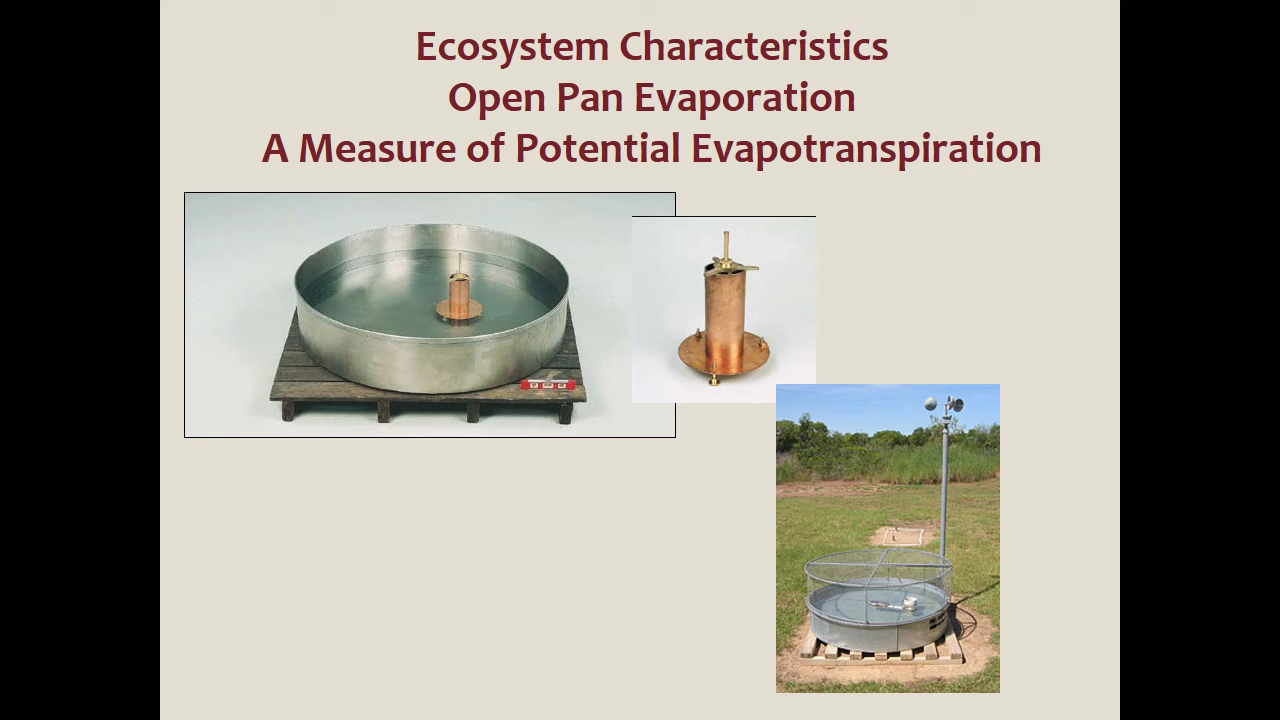 Ecosystem Characteristics
Open Pan Evaporation
A Measure of Potential Evapotranspiration